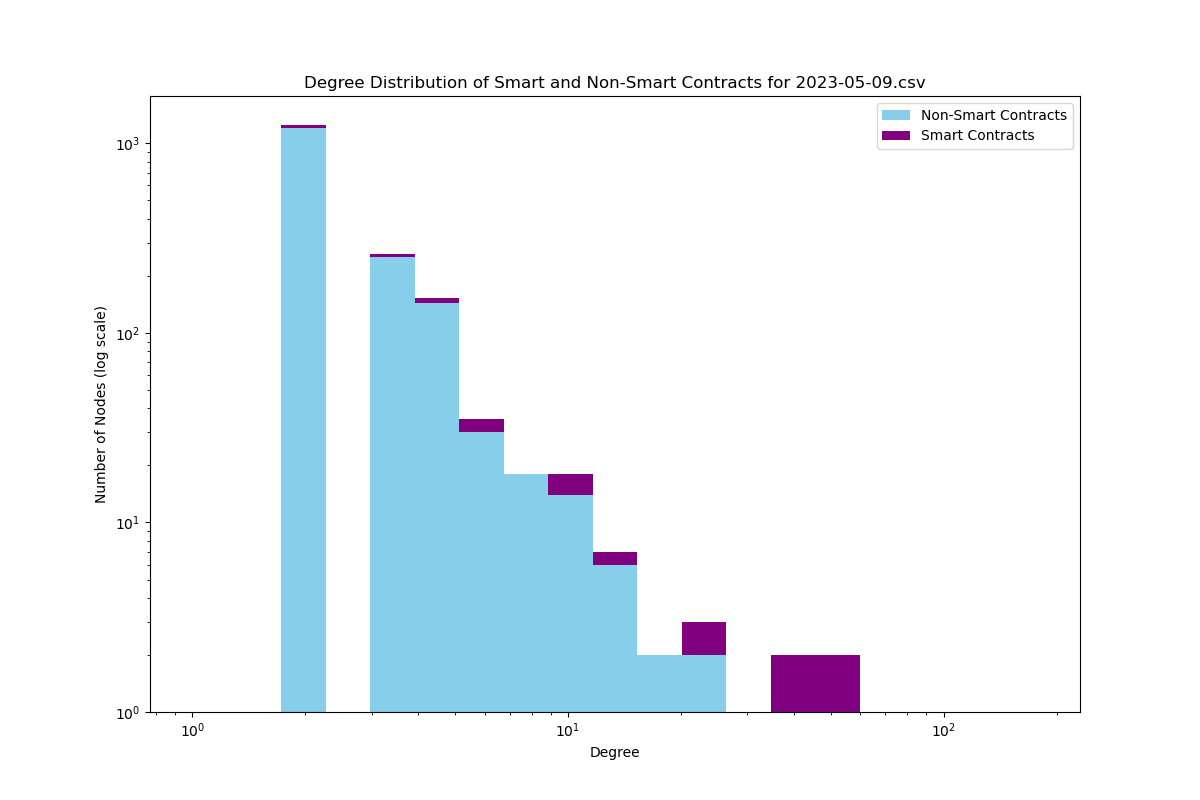 Degree Distribution of Smart and Non-Smart Contracts for 2023-05-09.csv
Non-Smart Contracts
Smart Contracts
Number of Nodes (log scale)
10³
10²
10¹
10⁰
10⁰ 10¹ 10²
Degree